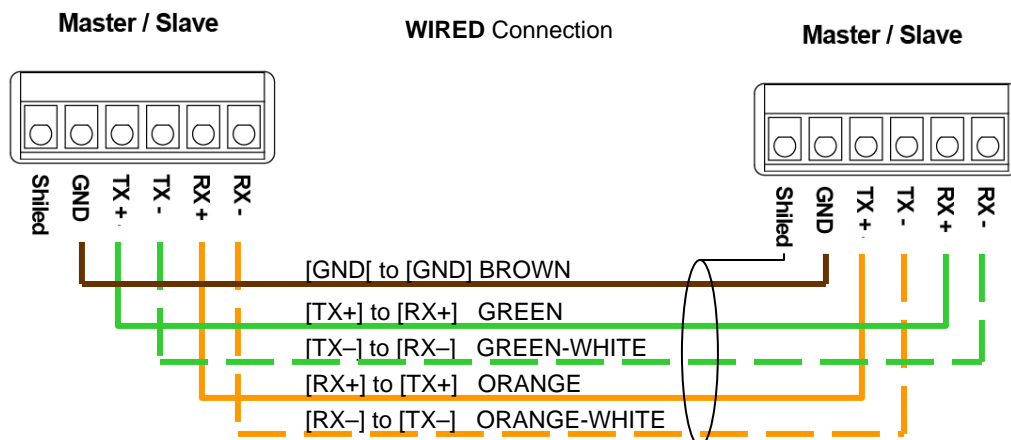 Master / Slave
WIRED Connection
Master / Slave
Shiled
GND
TX +
TX -
RX +
RX -
Shiled
GND
TX +
TX -
RX +
RX -
[GND[ to [GND] BROWN
[TX+] to [RX+] GREEN
[TX–] to [RX–] GREEN-WHITE
[RX+] to [TX+] ORANGE
[RX–] to [TX–] ORANGE-WHITE